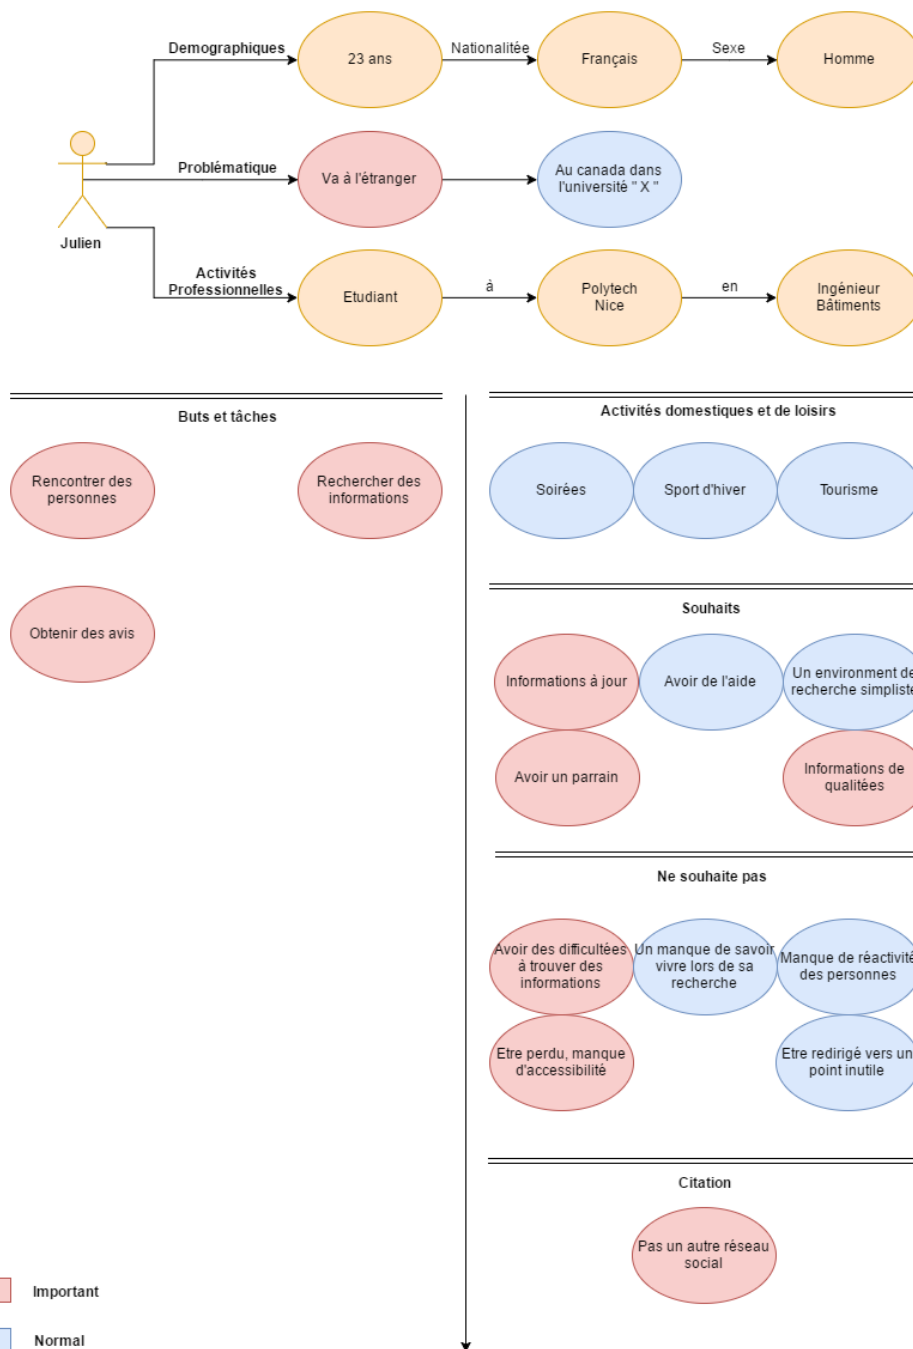 Demographiques
23 ans
Nationalitée
Français
Sexe
Homme
Problématique
Va à l'étranger
Au canada dans
l'université " X "
Julien
Activités
Professionnelles
Etudiant
à
Polytech
Nice
en
Ingénieur
Bâtiments
Buts et tâches
Rencontrer des
personnes
Rechercher des
informations
Obtenir des avis
Activités domestiques et de loisirs
Soirées
Sport d'hiver
Tourisme
Souhaits
Informations à jour
Avoir de l'aide
Un environment de
recherche simpliste
Avoir un parrain
Informations de
qualitées
Ne souhaite pas
Avoir des difficultées
à trouver des
informations
Un manque de savoir
vivre lors de sa
recherche
Manque de réactivité
des personnes
Etre perdu, manque
d'accessibilité
Etre redirigé vers un
point inutile
Citation
Pas un autre réseau
social
Important
Normal